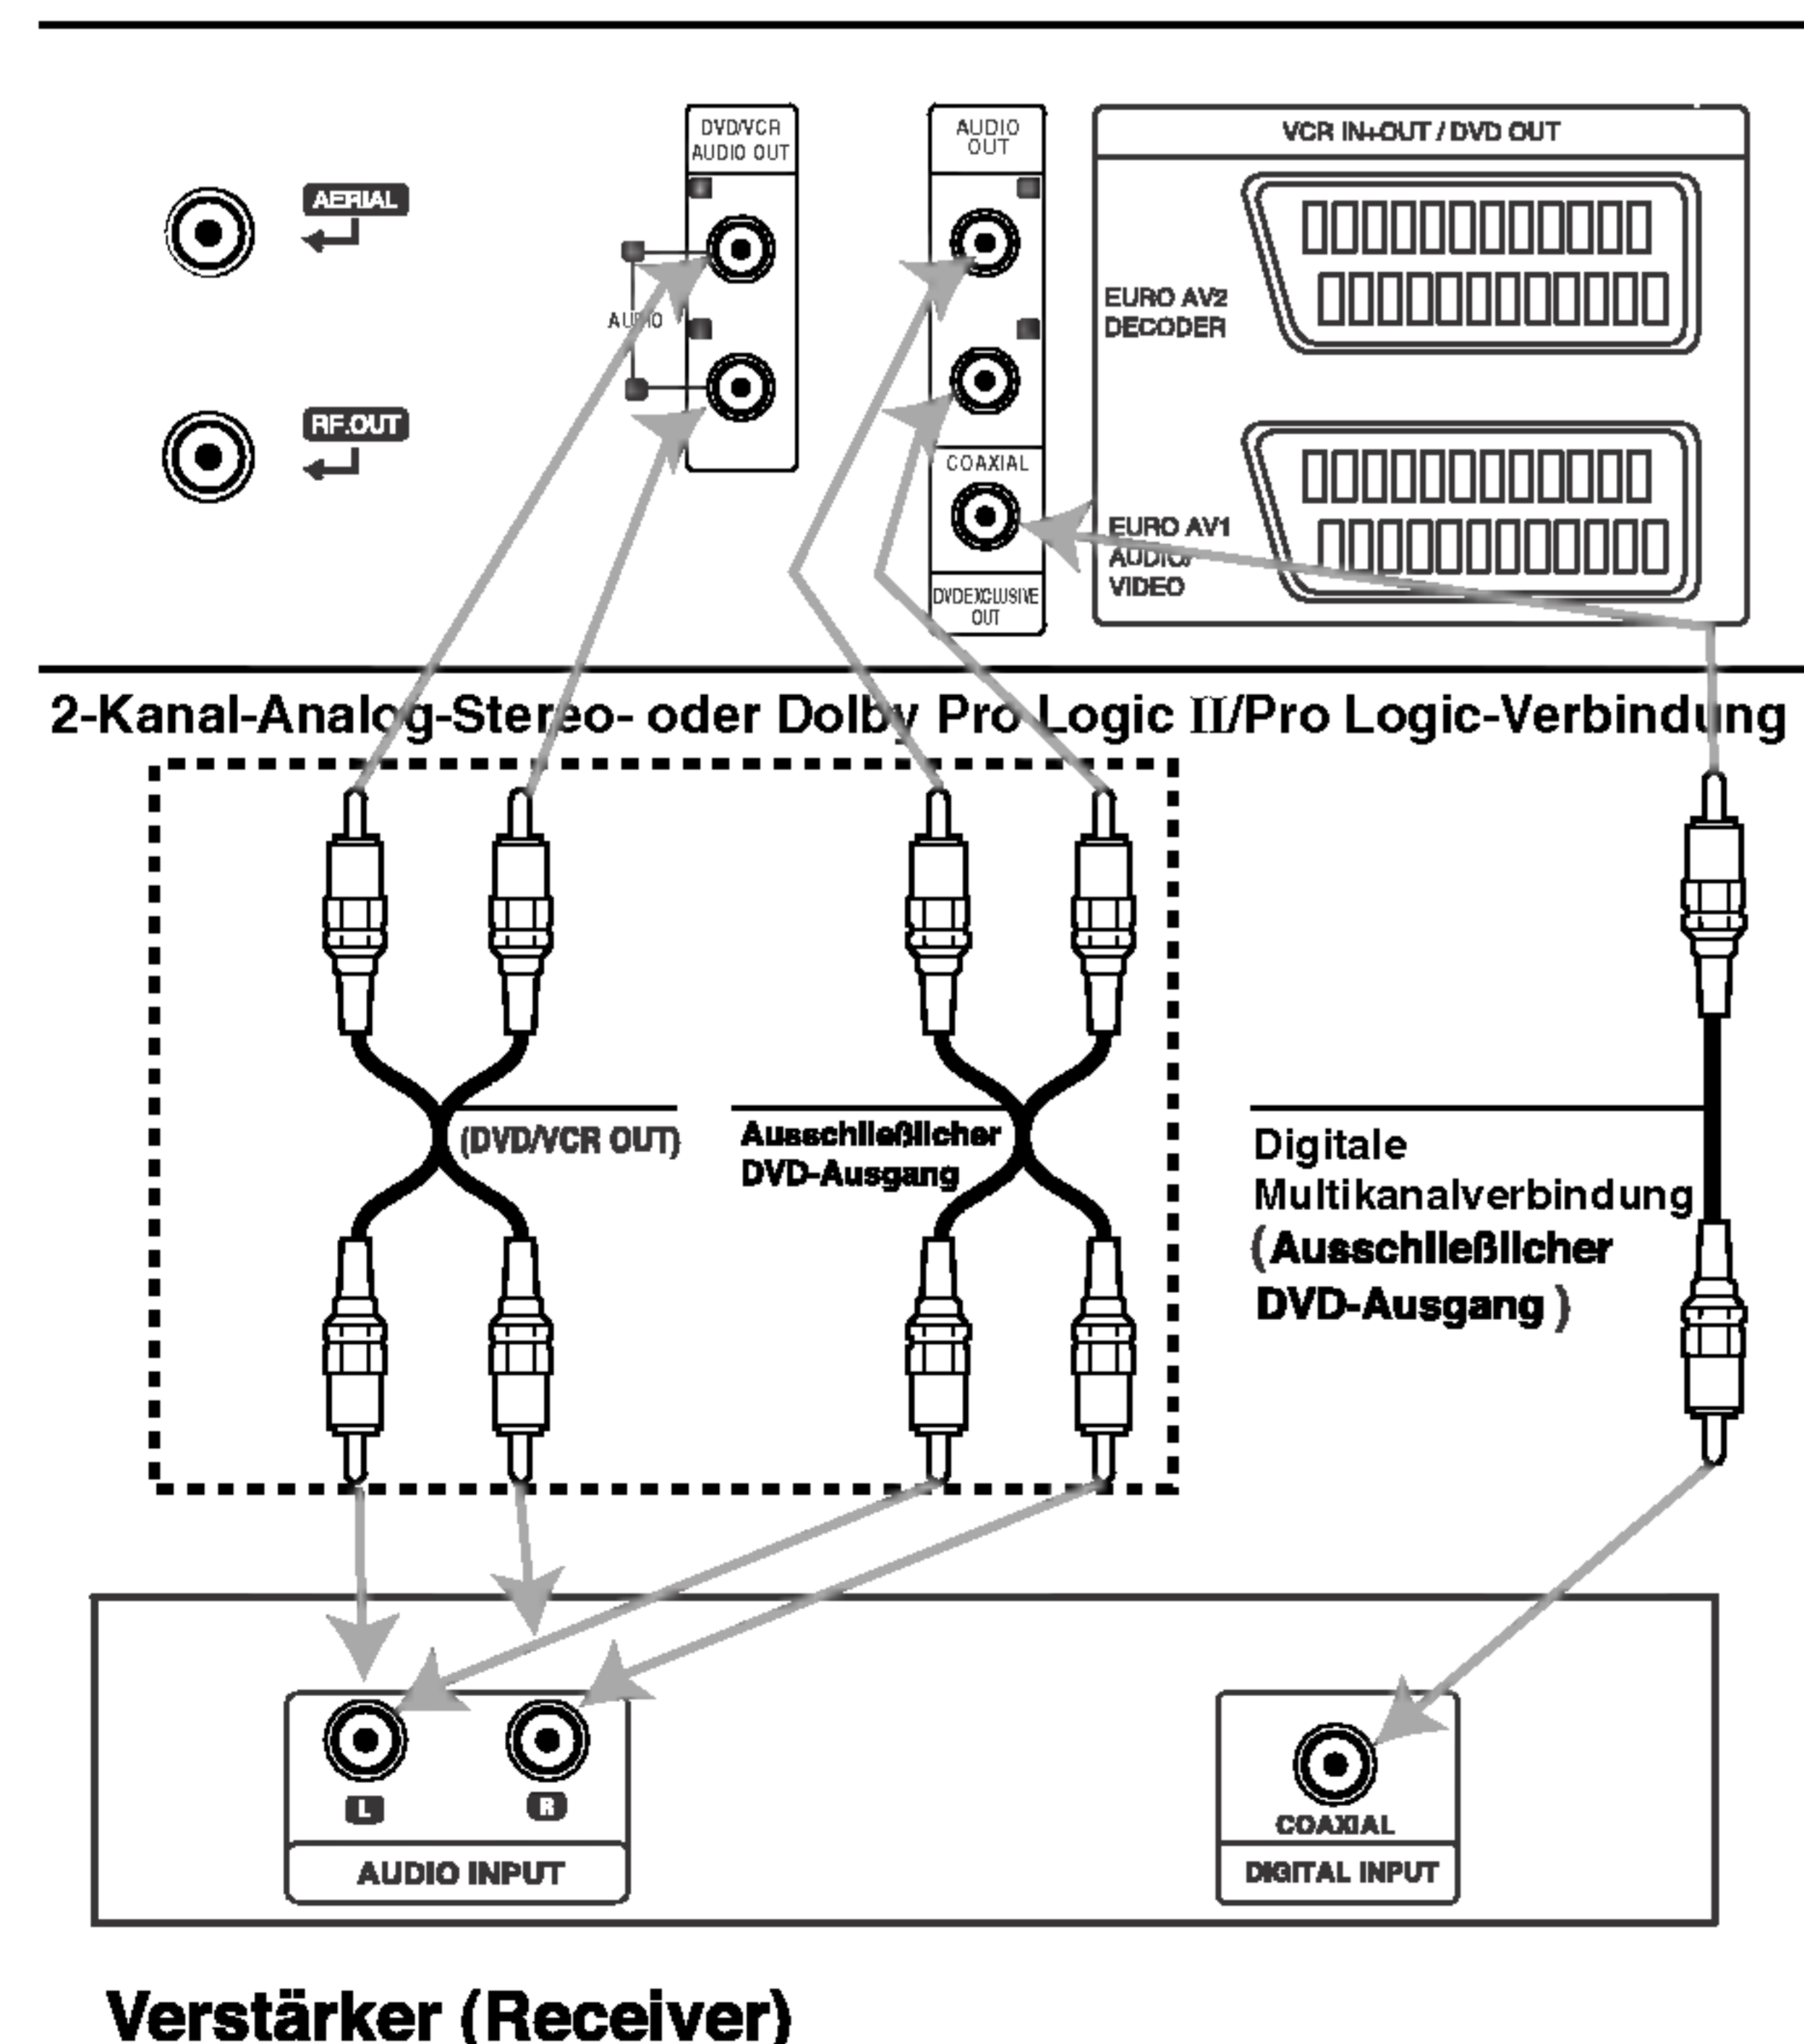 DVD/VCR
AUDIO OUT
AUDIO
OUT
VCR IN+OUT / DVD OUT
AERIAL
EURO AV2
DECODER
AUDIO
RF.OUT
COAXIAL
EURO AV1
AUDIO/
VIDEO
DVD EXCLUSIVE
OUT
2-Kanal-Analog-Stereo- oder Dolby Pro Logic II/Pro Logic-Verbindung
(DVD/VCR OUT)
Ausschließlicher
DVD-Ausgang
Digitale
Multikanalverbindung
(Ausschließlicher
DVD-Ausgang)
L
R
AUDIO INPUT
COAXIAL
DIGITAL INPUT
Verstärker (Receiver)